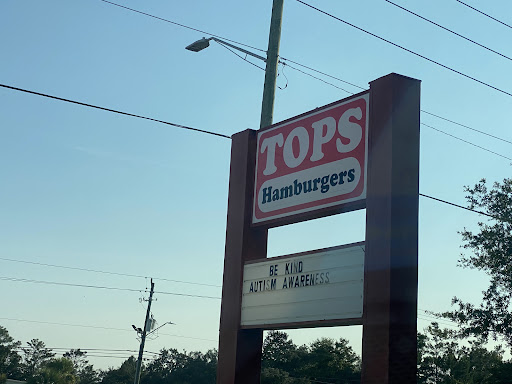 TOPS
Hamburgers
BE KIND
AUTISM AWARENESS